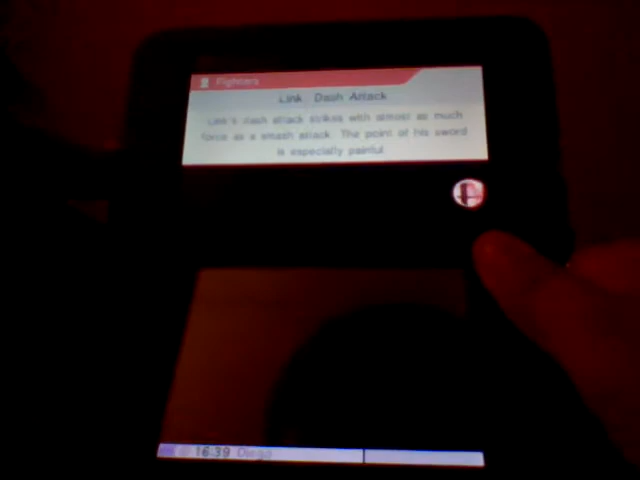 Fighters
Link: Dash Attack
Link's dash attack strikes with almost as much
force as a smash attack. The point of his sword
is especially painful.
16:39 Diego